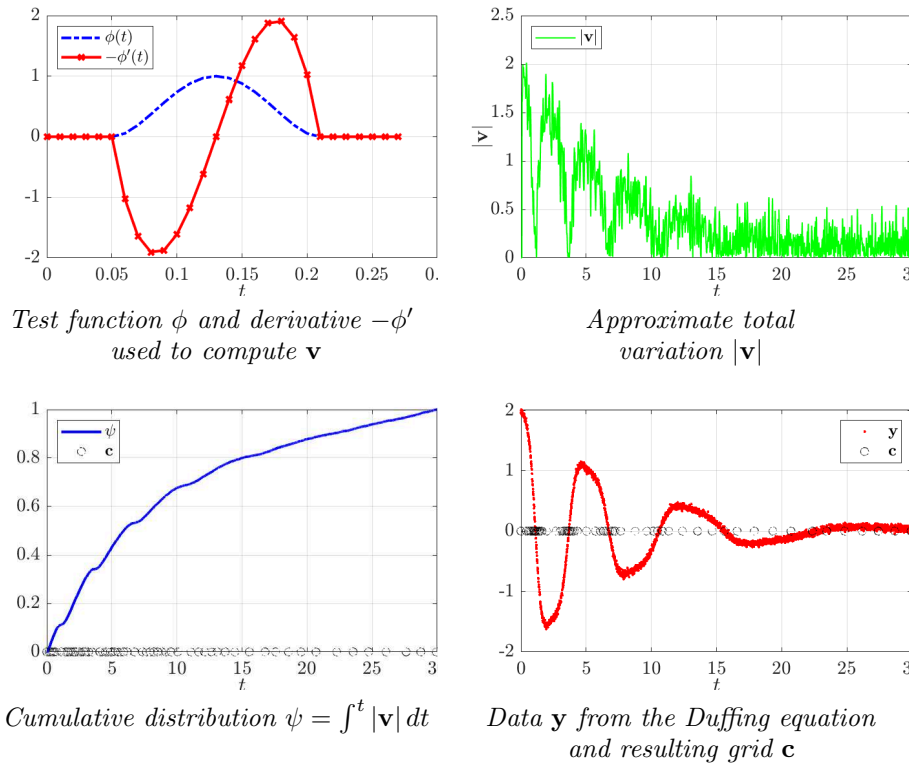 2
1
0
-1
-2
0 0.05 0.1 0.15 0.2 0.25 0.
t
ϕ(t)
−ϕ′(t)
Test function ϕ and derivative −ϕ′
used to compute v
2.5
2
1.5
1
0.5
0
0 5 10 15 20 25 3
t
|v|
|v|
Approximate total
variation |v|
1
0.8
0.6
0.4
0.2
0
0 5 10 15 20 25 3
t
ψ
c
Cumulative distribution ψ = ∫^t |v| dt
2
1
0
-1
-2
0 5 10 15 20 25 30
t
y
c
Data y from the Duffing equation
and resulting grid c